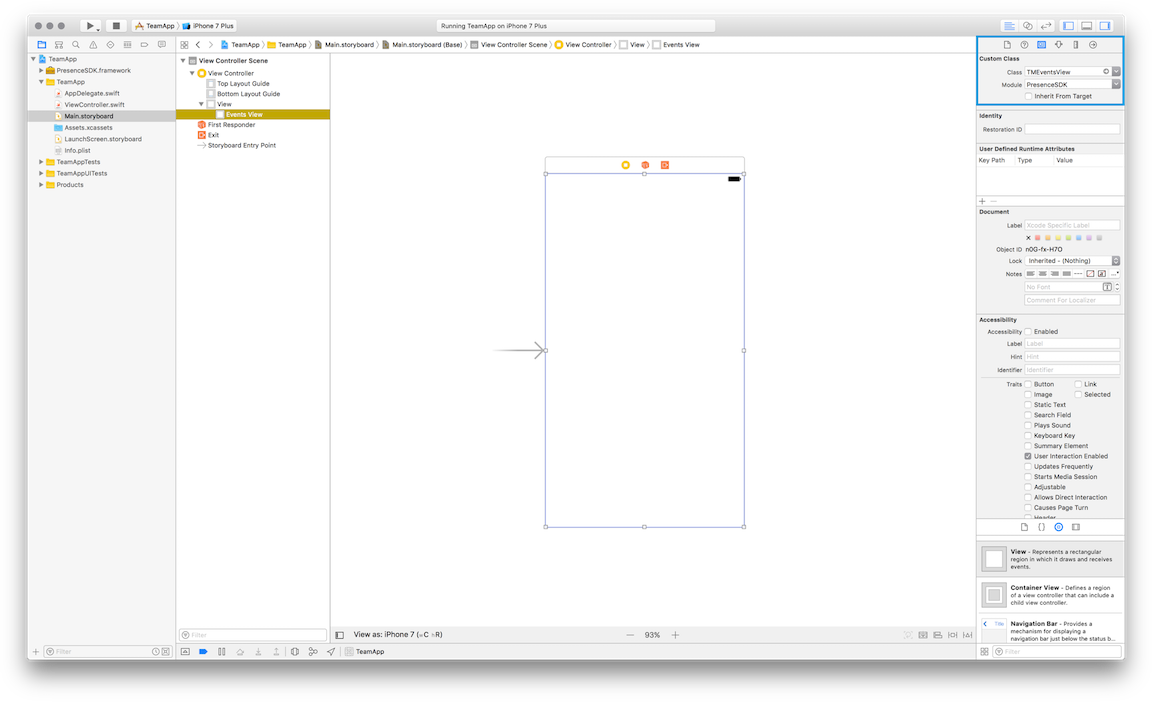 TeamApp iPhone 7 Plus
Running TeamApp on iPhone 7 Plus
TeamApp TeamApp Main.storyboard Main.storyboard (Base) View Controller Scene View Controller View Events View
TeamApp
PresenceSDK.framework
TeamApp
AppDelegate.swift
ViewController.swift
Main.storyboard
Assets.xcassets
LaunchScreen.storyboard
Info.plist
TeamAppTests
TeamAppUITests
Products
Filter
View Controller Scene
View Controller
Top Layout Guide
Bottom Layout Guide
View
Events View
First Responder
Exit
Storyboard Entry Point
Filter
View as: iPhone 7 (wC hR)
93%
TeamApp
Custom Class
Class TMEventsView
Module PresenceSDK
Inherit From Target
Identity
Restoration ID
User Defined Runtime Attributes
Key Path Type Value
Document
Label Xcode Specific Label
Object ID n0G-fx-H7O
Lock Inherited - (Nothing)
Notes
No Font
Comment For Localizer
Accessibility
Accessibility Enabled
Label Label
Hint Hint
Identifier Identifier
Traits Button Link
Image Selected
Static Text
Search Field
Plays Sound
Keyboard Key
Summary Element
User Interaction Enabled
Updates Frequently
Starts Media Session
Adjustable
Allows Direct Interaction
Causes Page Turn
Header
View - Represents a rectangular
region in which it draws and receives
events.
Container View - Defines a region
of a view controller that can include a
child view controller.
Title
Navigation Bar - Provides a
mechanism for displaying a
navigation bar just below the status b...
Filter